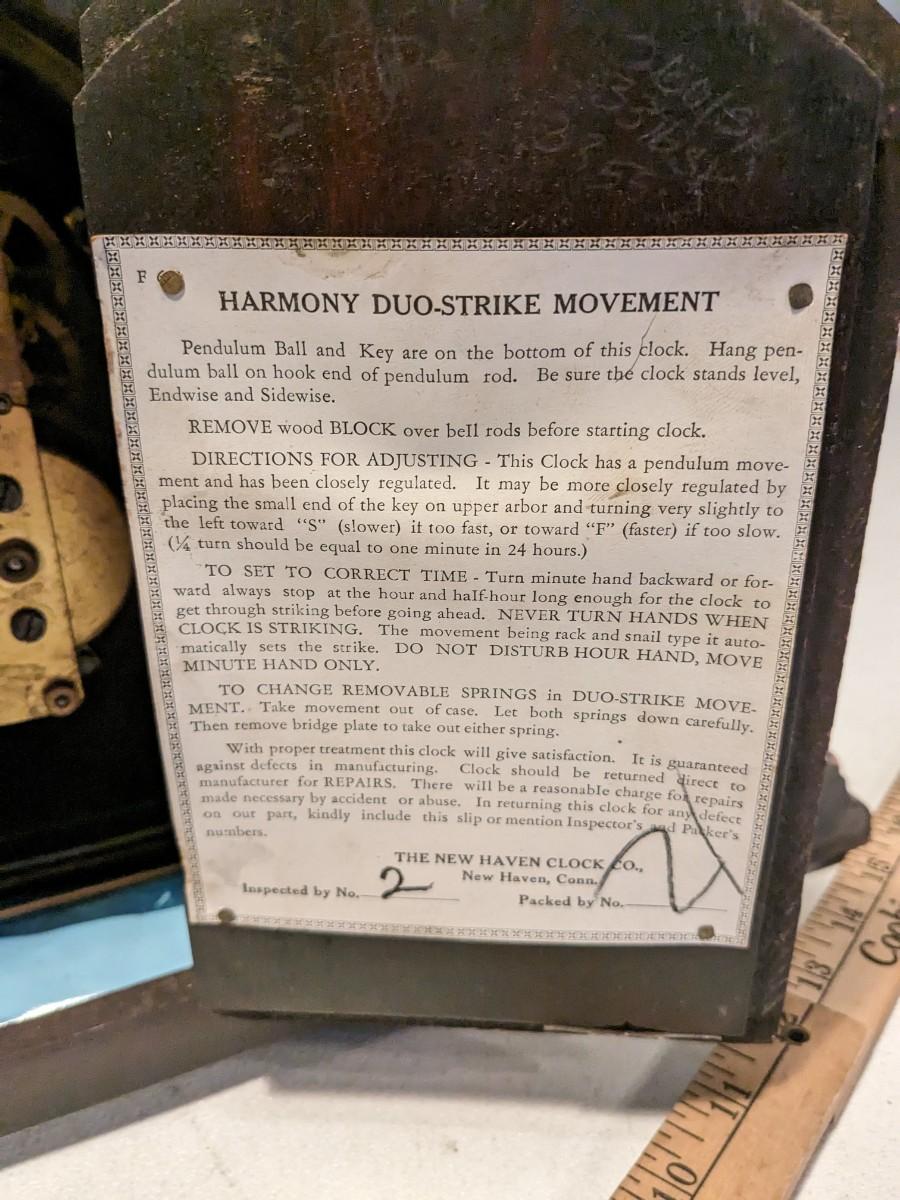 F
HARMONY DUO-STRIKE MOVEMENT
Pendulum Ball and Key are on the bottom of this clock. Hang pen-
dulum ball on hook end of pendulum rod. Be sure the clock stands level,
Endwise and Sidewise.
REMOVE wood BLOCK over bell rods before starting clock.
DIRECTIONS FOR ADJUSTING - This Clock has a pendulum move-
ment and has been closely regulated. It may be more closely regulated by
placing the small end of the key on upper arbor and turning very slightly to
the left toward "S" (slower) if too fast, or toward "F" (faster) if too slow.
(¼ turn should be equal to one minute in 24 hours.)
TO SET TO CORRECT TIME - Turn minute hand backward or for-
ward always stop at the hour and half-hour long enough for the clock to
get through striking before going ahead. NEVER TURN HANDS WHEN
CLOCK IS STRIKING. The movement being rack and snail type it auto-
matically sets the strike. DO NOT DISTURB HOUR HAND, MOVE
MINUTE HAND ONLY.
TO CHANGE REMOVABLE SPRINGS in DUO-STRIKE MOVE-
MENT. Take movement out of case. Let both springs down carefully.
Then remove bridge plate to take out either spring.
With proper treatment this clock will give satisfaction. It is guaranteed
against defects in manufacturing. Clock should be returned direct to
manufacturer for REPAIRS. There will be a reasonable charge for repairs
made necessary by accident or abuse. In returning this clock for any defect
on our part, kindly include this slip or mention Inspector's and Packer's
numbers.
THE NEW HAVEN CLOCK CO.,
New Haven, Conn.
Inspected by No. 2
Packed by No.
10
11
13
14
15